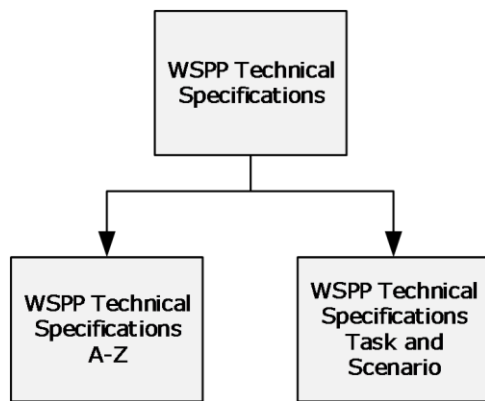 WSPP Technical
Specifications
WSPP Technical
Specifications
A-Z
WSPP Technical
Specifications
Task and
Scenario